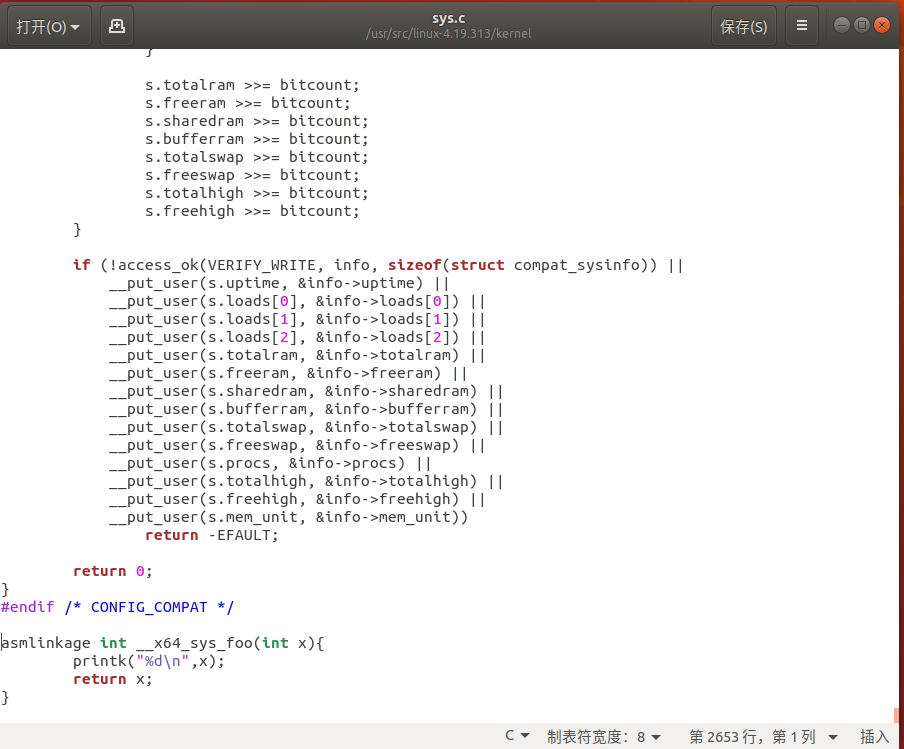 打开(O)
sys.c
/usr/src/linux-4.19.313/kernel
保存(S)
}
s.totalram >>= bitcount;
s.freeram >>= bitcount;
s.sharedram >>= bitcount;
s.bufferram >>= bitcount;
s.totalswap >>= bitcount;
s.freeswap >>= bitcount;
s.totalhigh >>= bitcount;
s.freehigh >>= bitcount;
}
if (!access_ok(VERIFY_WRITE, info, sizeof(struct compat_sysinfo)) ||
__put_user(s.uptime, &info->uptime) ||
__put_user(s.loads[0], &info->loads[0]) ||
__put_user(s.loads[1], &info->loads[1]) ||
__put_user(s.loads[2], &info->loads[2]) ||
__put_user(s.totalram, &info->totalram) ||
__put_user(s.freeram, &info->freeram) ||
__put_user(s.sharedram, &info->sharedram) ||
__put_user(s.bufferram, &info->bufferram) ||
__put_user(s.totalswap, &info->totalswap) ||
__put_user(s.freeswap, &info->freeswap) ||
__put_user(s.procs, &info->procs) ||
__put_user(s.totalhigh, &info->totalhigh) ||
__put_user(s.freehigh, &info->freehigh) ||
__put_user(s.mem_unit, &info->mem_unit))
return -EFAULT;
return 0;
}
#endif /* CONFIG_COMPAT */
asmlinkage int __x64_sys_foo(int x){
printk("%d\n",x);
return x;
}
C 制表符宽度：8 第 2653 行，第 1 列 插入